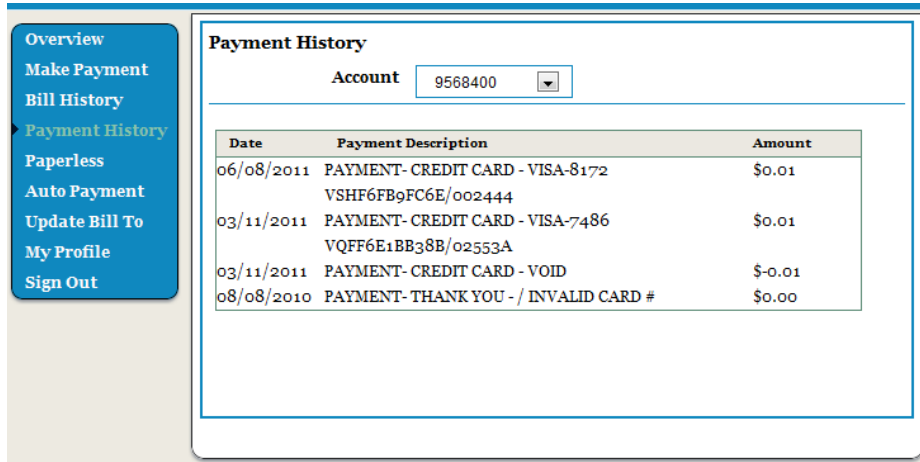 Overview
Make Payment
Bill History
Payment History
Paperless
Auto Payment
Update Bill To
My Profile
Sign Out
Payment History
Account 9568400
Date Payment Description Amount
06/08/2011 PAYMENT- CREDIT CARD - VISA-8172 $0.01
VSHF6FB9FC6E/002444
03/11/2011 PAYMENT- CREDIT CARD - VISA-7486 $0.01
VQFF6E1BB38B/02553A
03/11/2011 PAYMENT- CREDIT CARD - VOID $-0.01
08/08/2010 PAYMENT- THANK YOU - / INVALID CARD # $0.00